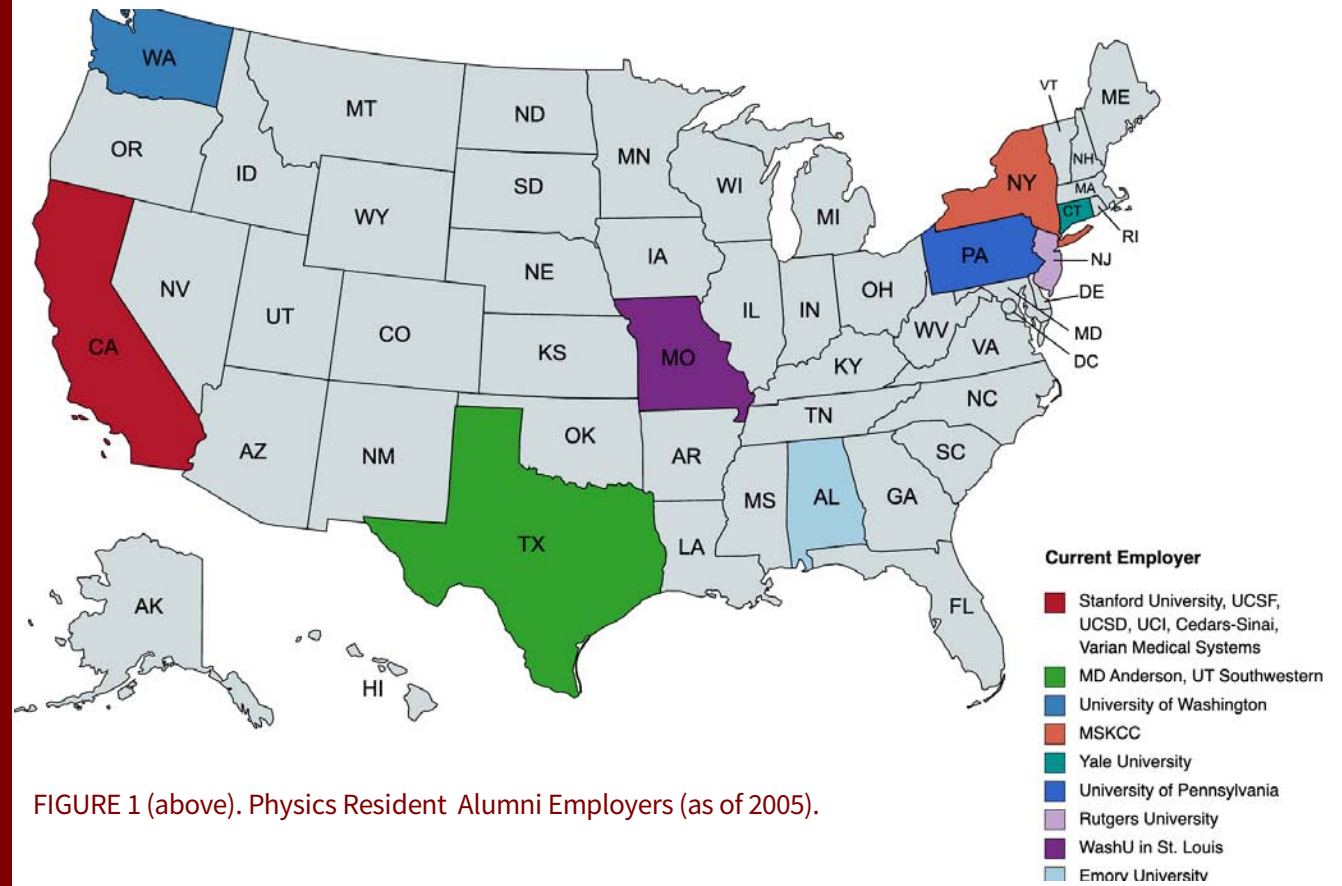 WA
MT
ND
MN
VT
ME
OR
ID
SD
WI
MI
NH
NY
MA
WY
CT
RI
IA
NE
PA
NJ
NV
OH
DE
UT
IL
IN
CO
WV
MD
CA
KS
MO
VA
DC
KY
NC
TN
OK
AZ
NM
AR
SC
MS
AL
GA
TX
LA
AK
FL
HI
Current Employer
Stanford University, UCSF,
UCSD, UCI, Cedars-Sinai,
Varian Medical Systems
MD Anderson, UT Southwestern
University of Washington
MSKCC
Yale University
University of Pennsylvania
Rutgers University
WashU in St. Louis
Emory University
FIGURE 1 (above). Physics Resident Alumni Employers (as of 2005).